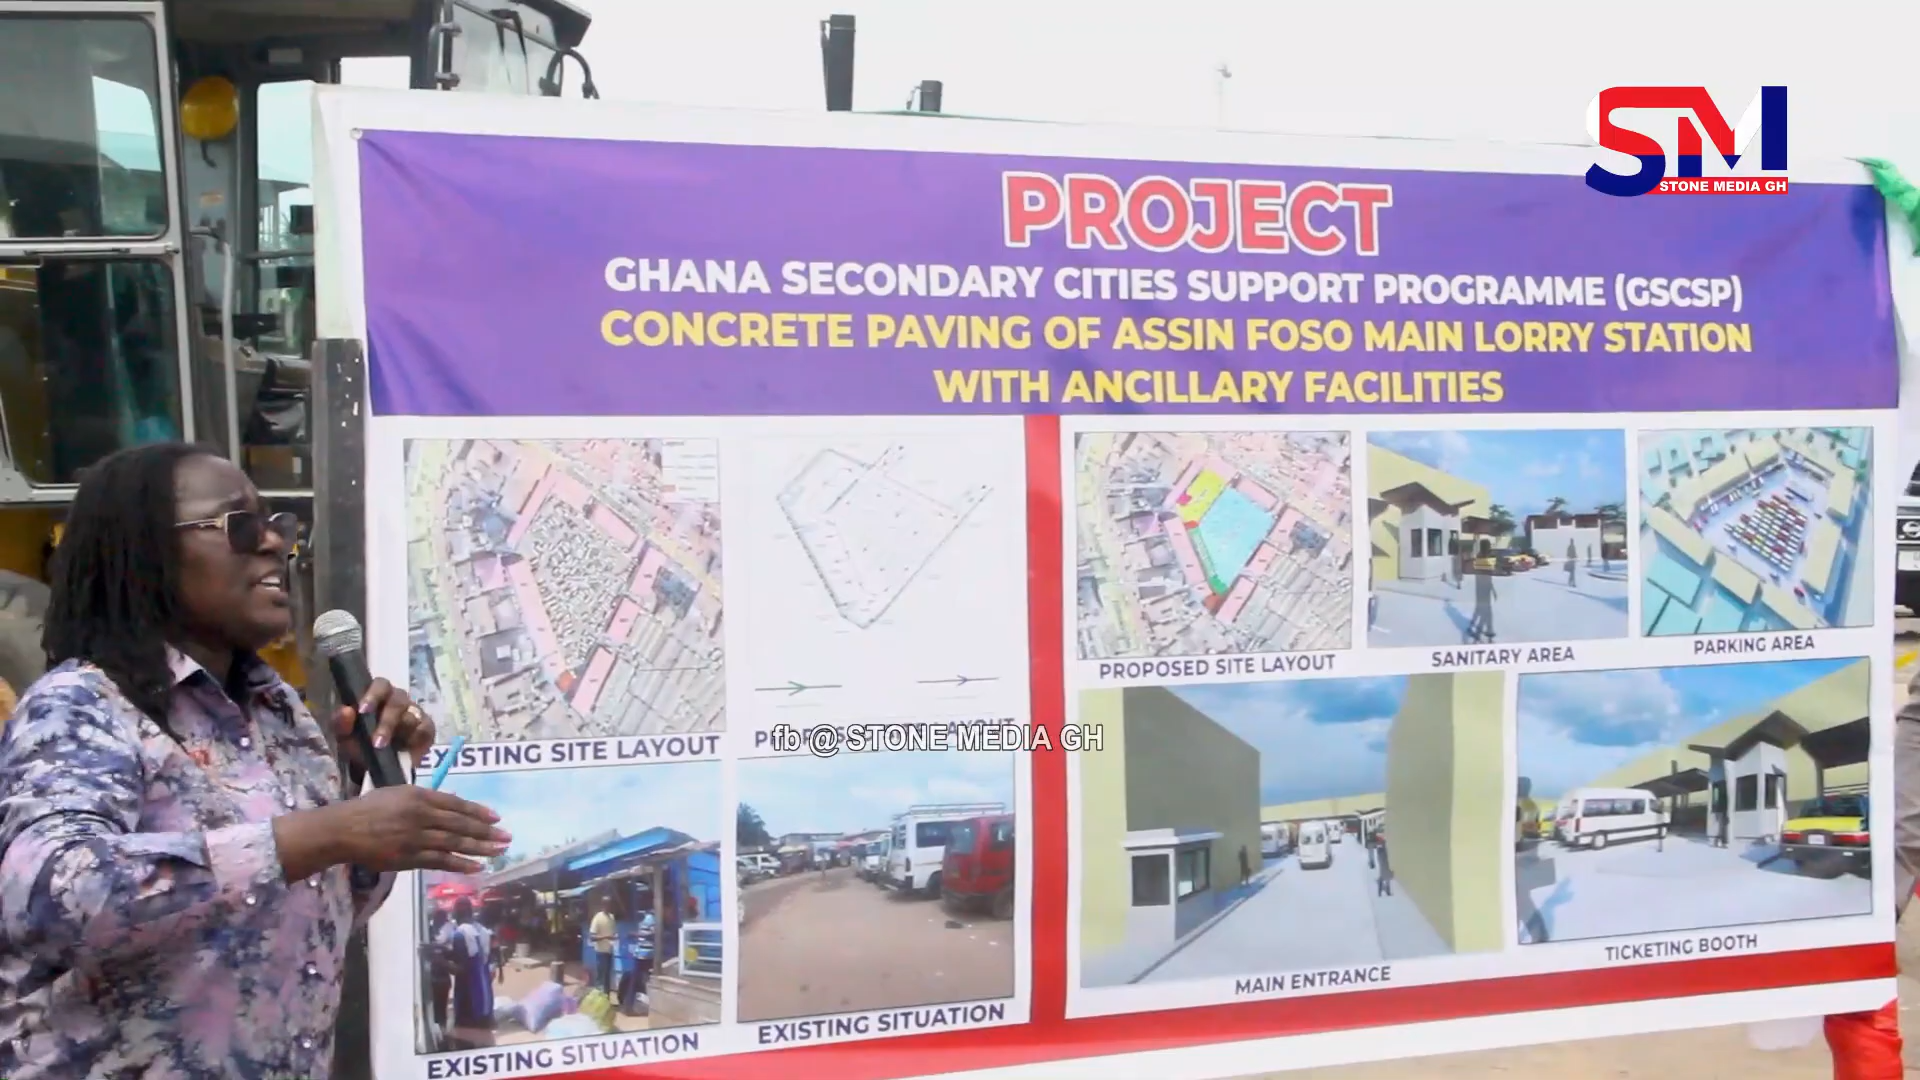 SM
STONE MEDIA GH
PROJECT
GHANA SECONDARY CITIES SUPPORT PROGRAMME (GSCSP)
CONCRETE PAVING OF ASSIN FOSO MAIN LORRY STATION
WITH ANCILLARY FACILITIES
EXISTING SITE LAYOUT
LAYOUT
fb @ STONE MEDIA GH
EXISTING SITUATION
EXISTING SITUATION
PROPOSED SITE LAYOUT
SANITARY AREA
PARKING AREA
MAIN ENTRANCE
TICKETING BOOTH